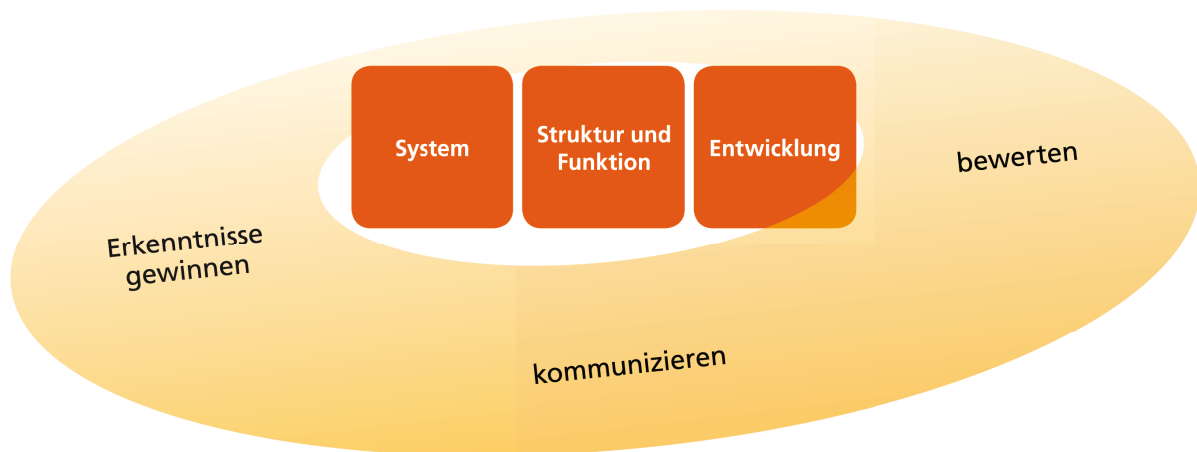 System
Struktur und
Funktion
Entwicklung
bewerten
Erkenntnisse
gewinnen
kommunizieren